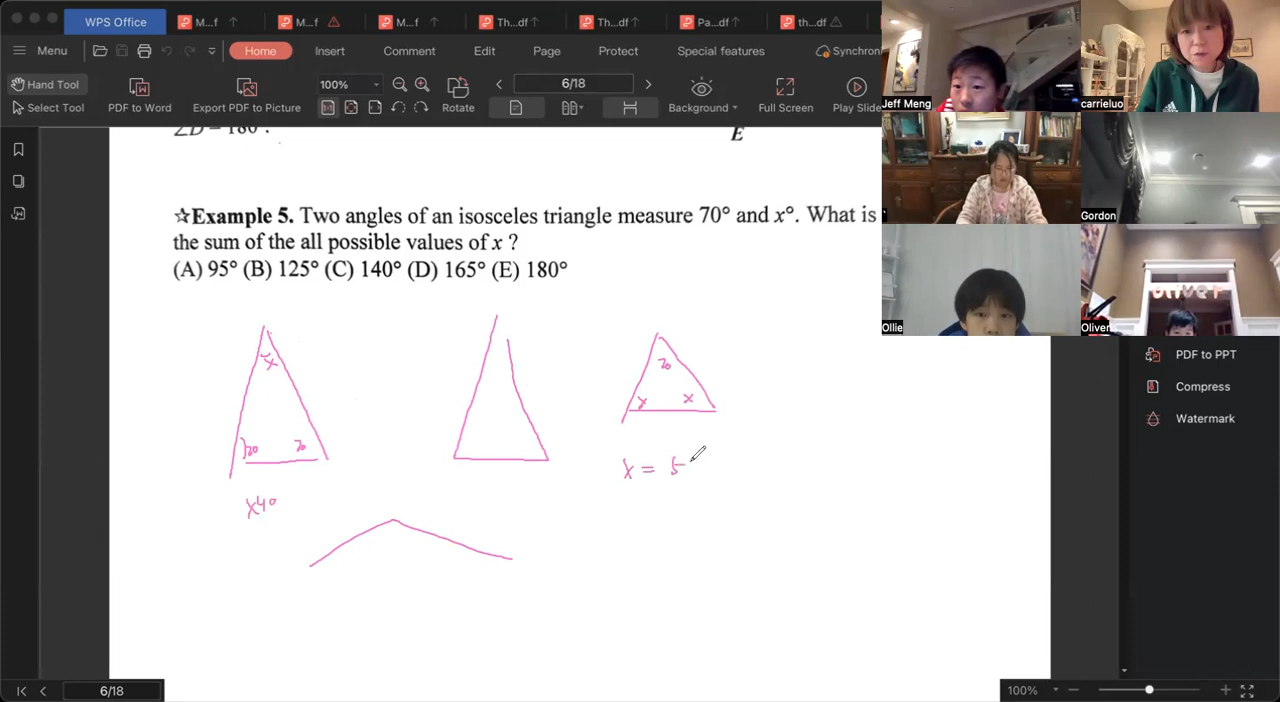 WPS Office
M...f
M...f
M...f
Th...df
Th...df
Pa...df
th...df
Menu
Home
Insert
Comment
Edit
Page
Protect
Special features
Synchron
Hand Tool
Select Tool
PDF to Word
Export PDF to Picture
100%
6/18
Rotate
Background
Full Screen
Play Slide
Jeff Meng
carrieluo
Gordon
Ollie
Oliver
OLIVER
∠D = 180°.
E
☆Example 5. Two angles of an isosceles triangle measure 70° and x°. What is
the sum of the all possible values of x ?
(A) 95° (B) 125° (C) 140° (D) 165° (E) 180°
x
70
70
x 40
70
x
x
x = 5
PDF to PPT
Compress
Watermark
6/18
100%